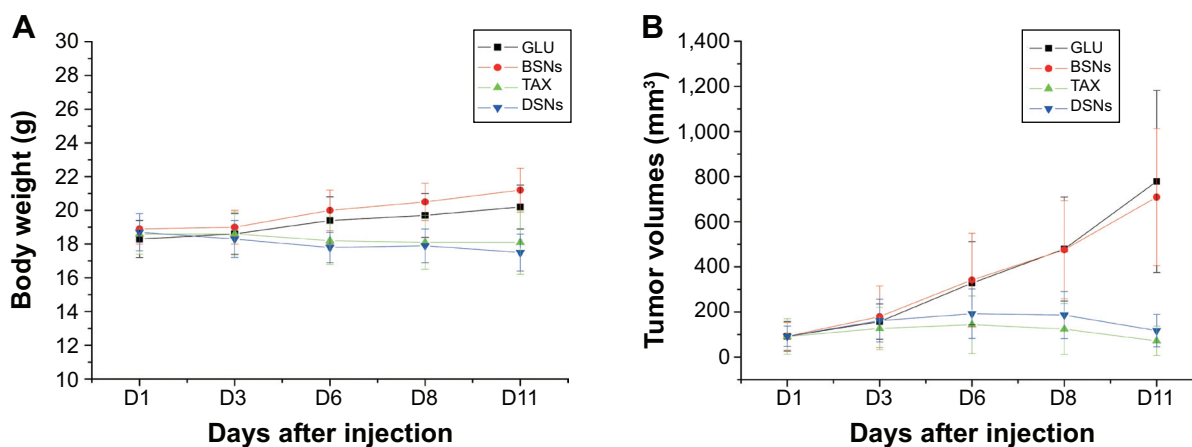 A
Body weight (g)
30
28
26
24
22
20
18
16
14
12
10
GLU
BSNs
TAX
DSNs
D1 D3 D6 D8 D11
Days after injection
B
Tumor volumes (mm³)
1,400
1,200
1,000
800
600
400
200
0
GLU
BSNs
TAX
DSNs
D1 D3 D6 D8 D11
Days after injection